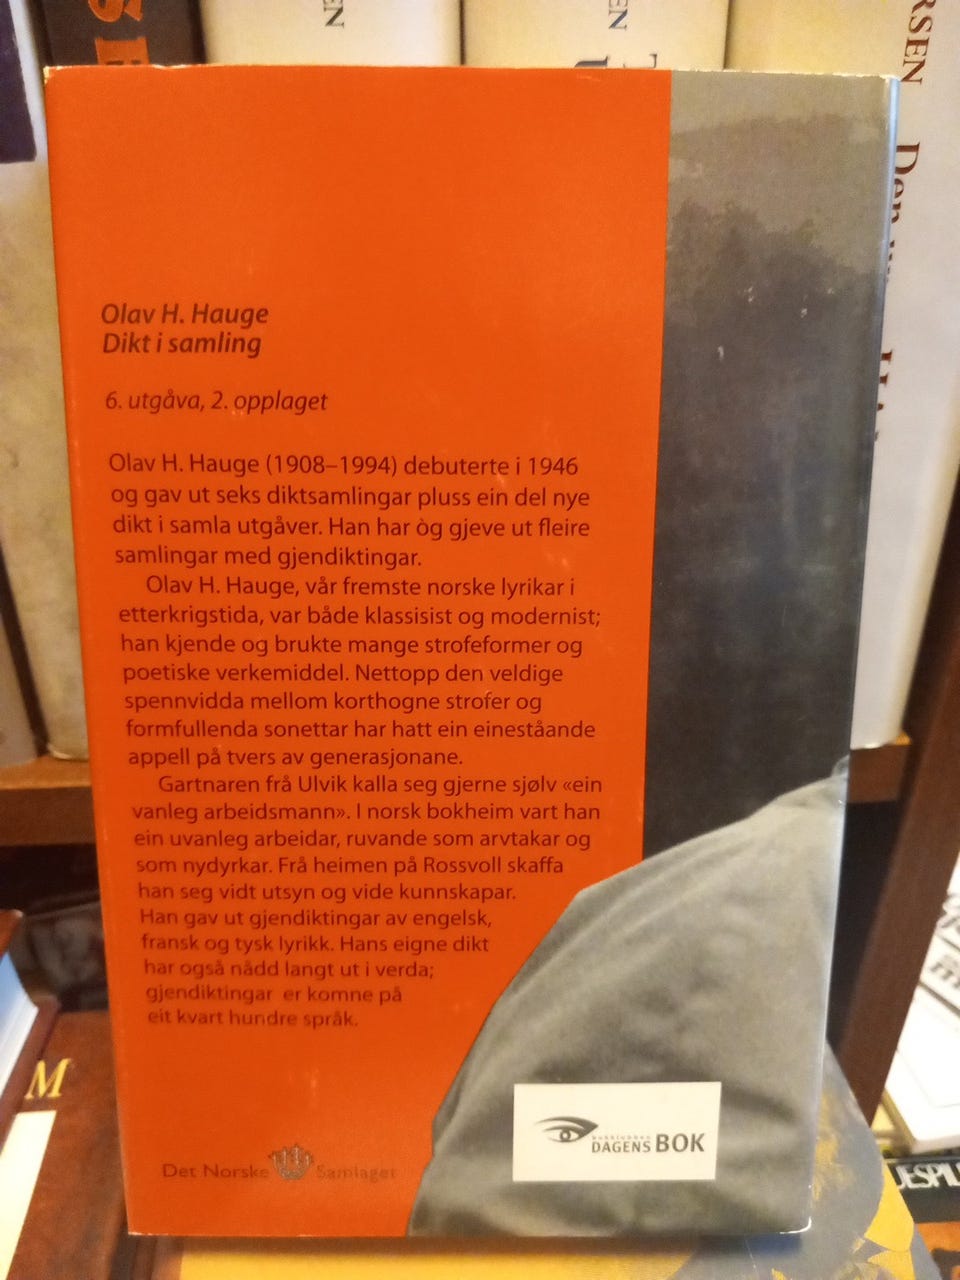 RSEN
Den
EN
EN
Olav H. Hauge
Dikt i samling
6. utgåva, 2. opplaget
Olav H. Hauge (1908–1994) debuterte i 1946
og gav ut seks diktsamlingar pluss ein del nye
dikt i samla utgåver. Han har òg gjeve ut fleire
samlingar med gjendiktingar.
Olav H. Hauge, vår fremste norske lyrikar i
etterkrigstida, var både klassisist og modernist;
han kjende og brukte mange strofeformer og
poetiske verkemiddel. Nettopp den veldige
spennvidda mellom korthogne strofer og
formfullenda sonettar har hatt ein eineståande
appell på tvers av generasjonane.
Gartnaren frå Ulvik kalla seg gjerne sjølv «ein
vanleg arbeidsmann». I norsk bokheim vart han
ein uvanleg arbeidar, ruvande som arvtakar og
som nydyrkar. Frå heimen på Rossvoll skaffa
han seg vidt utsyn og vide kunnskapar.
Han gav ut gjendiktingar av engelsk,
fransk og tysk lyrikk. Hans eigne dikt
har også nådd langt ut i verda;
gjendiktingar er komne på
eit kvart hundre språk.
Det Norske Samlaget
bokklubben
DAGENS BOK
M
JESPIL